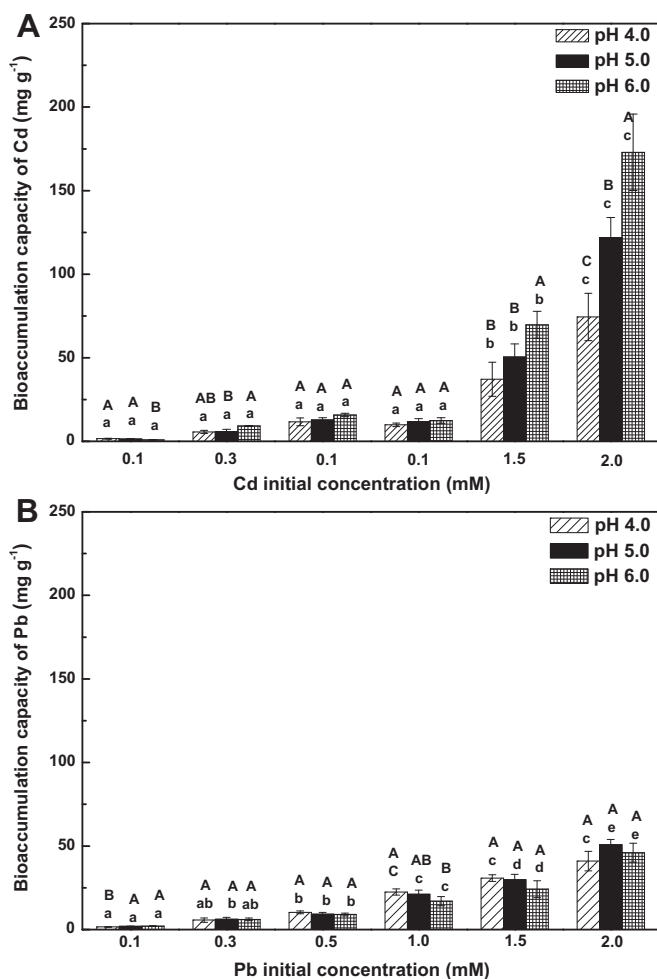 A
250
200
150
100
50
0
Bioaccumulation capacity of Cd (mg g-1)
pH 4.0
pH 5.0
pH 6.0
A A B
a a a
AB B A
a a a
A A A
a a a
A A A
a a a
B B A
b b b
C B A
c c c
0.1 0.3 0.1 0.1 1.5 2.0
Cd initial concentration (mM)
B
250
200
150
100
50
0
Bioaccumulation capacity of Pb (mg g-1)
pH 4.0
pH 5.0
pH 6.0
B A A
a a a
A A A
ab b ab
A A A
b b b
A AB B
C c c
A A A
c d d
A A A
c e e
0.1 0.3 0.5 1.0 1.5 2.0
Pb initial concentration (mM)